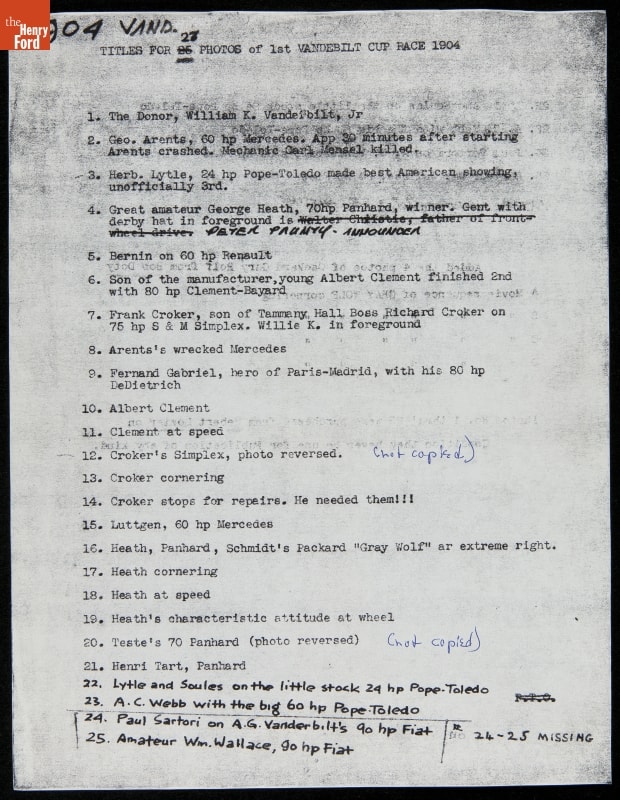 the
Henry
Ford
1904 VAND.
23
TITLES FOR 26 PHOTOS of 1st VANDEBILT CUP RACE 1904
1. The Donor, William K. Vanderbilt, Jr
2. Geo. Arents, 60 hp Mercedes. App 20 minutes after starting
Arents crashed. Mechanic Carl Mensel killed.
3. Herb. Lytle, 24 hp Pope-Toledo made best American showing,
unofficially 3rd.
4. Great amateur George Heath, 70hp Panhard, winner. Gent with
derby hat in foreground is Walter Christie, father of front-
wheel drive. PETER PRUNTY- ANNOUNCER
5. Bernin on 60 hp Renault
6. Son of the manufacturer,young Albert Clement finished 2nd
with 80 hp Clement-Bayard
7. Frank Croker, son of Tammany Hall Boss Richard Croker on
75 hp S & M Simplex. Willie K. in foreground
8. Arents's wrecked Mercedes
9. Fernand Gabriel, hero of Paris-Madrid, with his 80 hp
DeDietrich
10. Albert Clement
11. Clement at speed
12. Croker's Simplex, photo reversed. (not copied)
13. Croker cornering
14. Croker stops for repairs. He needed them!!!
15. Luttgen, 60 hp Mercedes
16. Heath, Panhard, Schmidt's Packard "Gray Wolf" ar extreme right.
17. Heath cornering
18. Heath at speed
19. Heath's characteristic attitude at wheel
20. Teste's 70 Panhard (photo reversed) (not copied)
21. Henri Tart, Panhard
22. Lytle and Soules on the little stock 24 hp Pope-Toledo
23. A.C. Webb with the big 60 hp Pope-Toledo
24. Paul Sartori on A.G. Vanderbilt's 90 hp Fiat
25. Amateur Wm. Wallace, 90 hp Fiat
24-25 MISSING